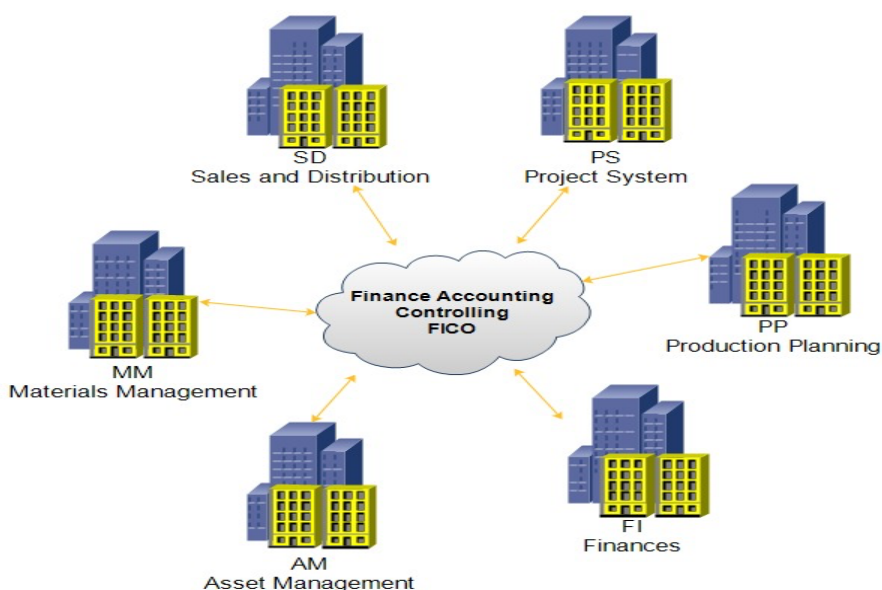 SD
Sales and Distribution
PS
Project System
Finance Accounting
Controlling
FICO
PP
Production Planning
MM
Materials Management
FI
Finances
AM
Asset Management